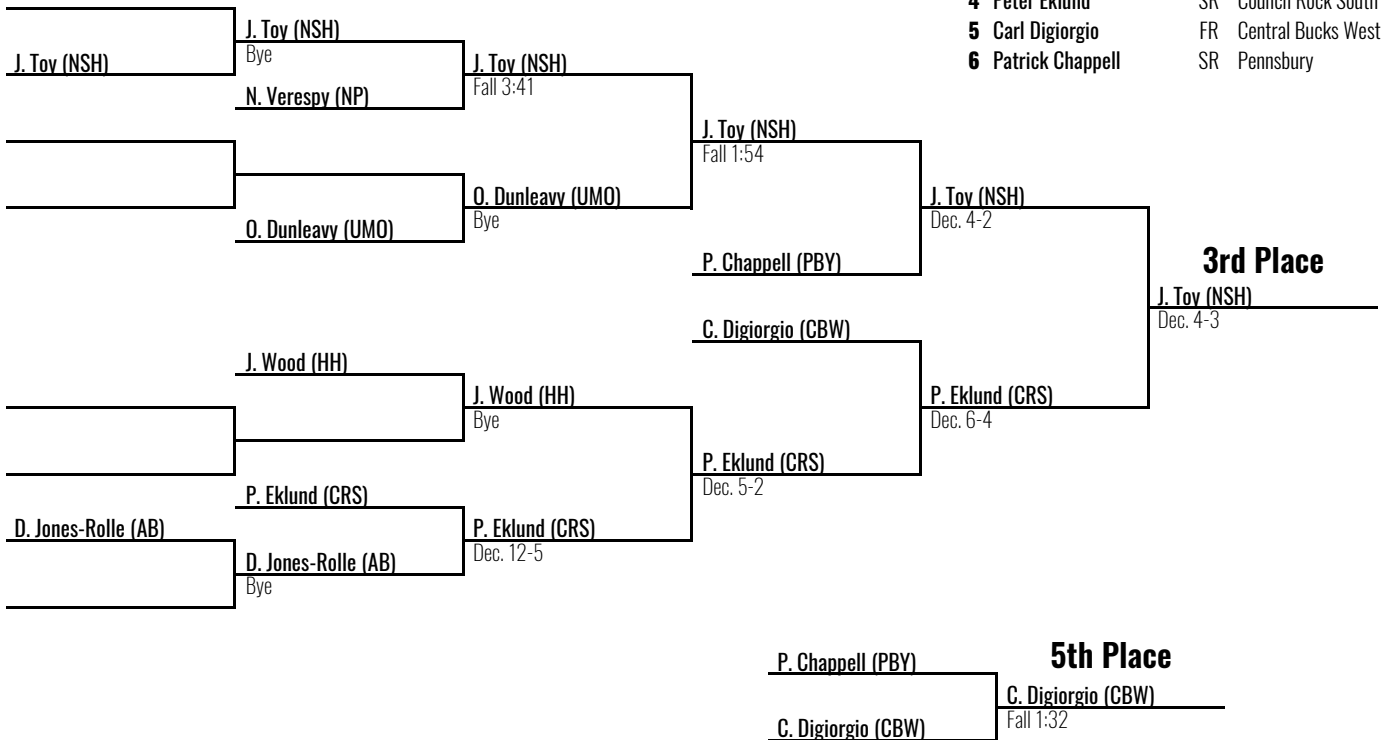 4 Peter Eklund SR Council Rock South
5 Carl Digiorgio FR Central Bucks West
6 Patrick Chappell SR Pennsbury
J. Toy (NSH)
J. Toy (NSH)
Bye
N. Verespy (NP)
J. Toy (NSH)
Fall 3:41
O. Dunleavy (UMO)
O. Dunleavy (UMO)
Bye
J. Toy (NSH)
Fall 1:54
P. Chappell (PBY)
J. Toy (NSH)
Dec. 4-2
3rd Place
J. Toy (NSH)
Dec. 4-3
C. Digiorgio (CBW)
P. Eklund (CRS)
Dec. 6-4
J. Wood (HH)
J. Wood (HH)
Bye
P. Eklund (CRS)
Dec. 5-2
P. Eklund (CRS)
D. Jones-Rolle (AB)
D. Jones-Rolle (AB)
Bye
P. Eklund (CRS)
Dec. 12-5
5th Place
P. Chappell (PBY)
C. Digiorgio (CBW)
C. Digiorgio (CBW)
Fall 1:32